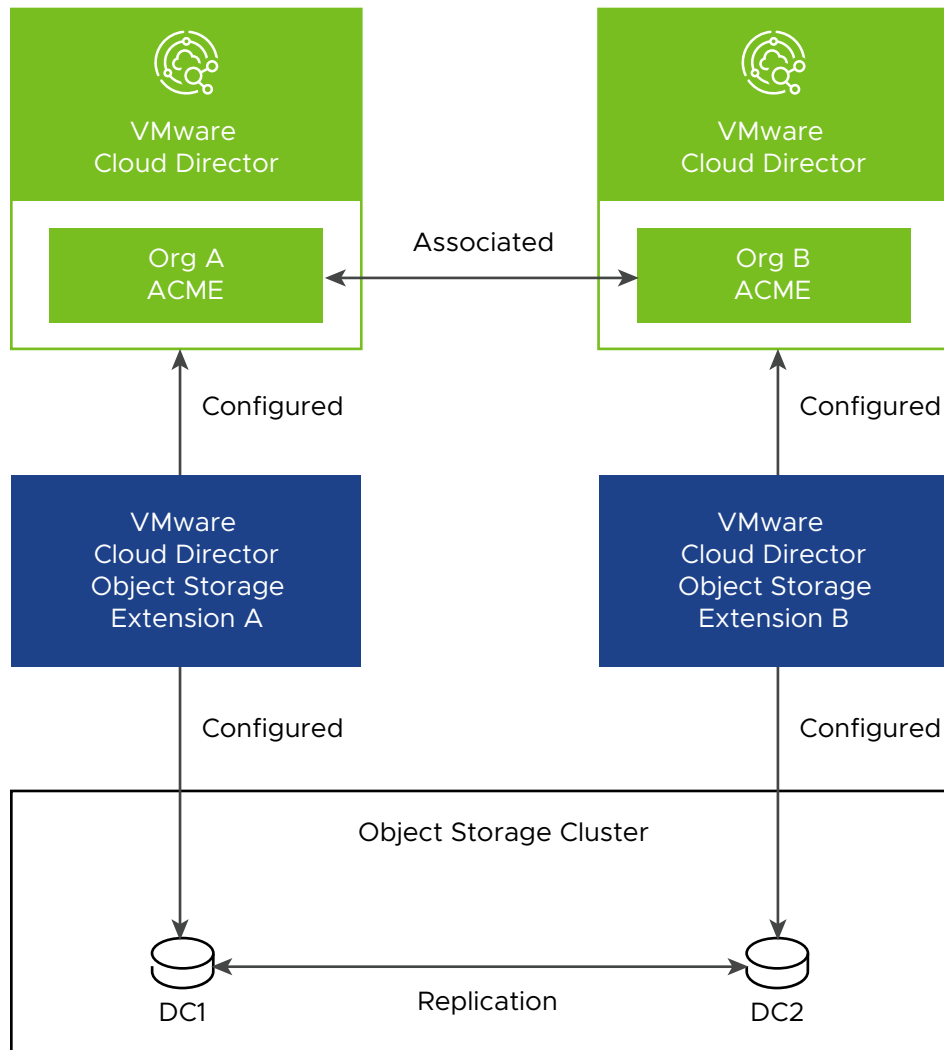 VMware
Cloud Director
VMware
Cloud Director
Associated
Org A
ACME
Org B
ACME
Configured
Configured
VMware
Cloud Director
Object Storage
Extension A
VMware
Cloud Director
Object Storage
Extension B
Configured
Configured
Object Storage Cluster
Replication
DC1
DC2